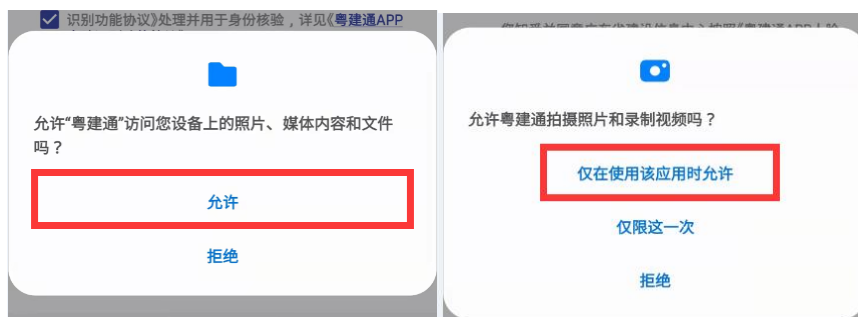 识别功能协议》处理并用于身份核验，详见《粤建通APP
允许“粤建通”访问您设备上的照片、媒体内容和文件
吗？
允许
拒绝
允许粤建通拍摄照片和录制视频吗？
仅在使用该应用时允许
仅限这一次
拒绝